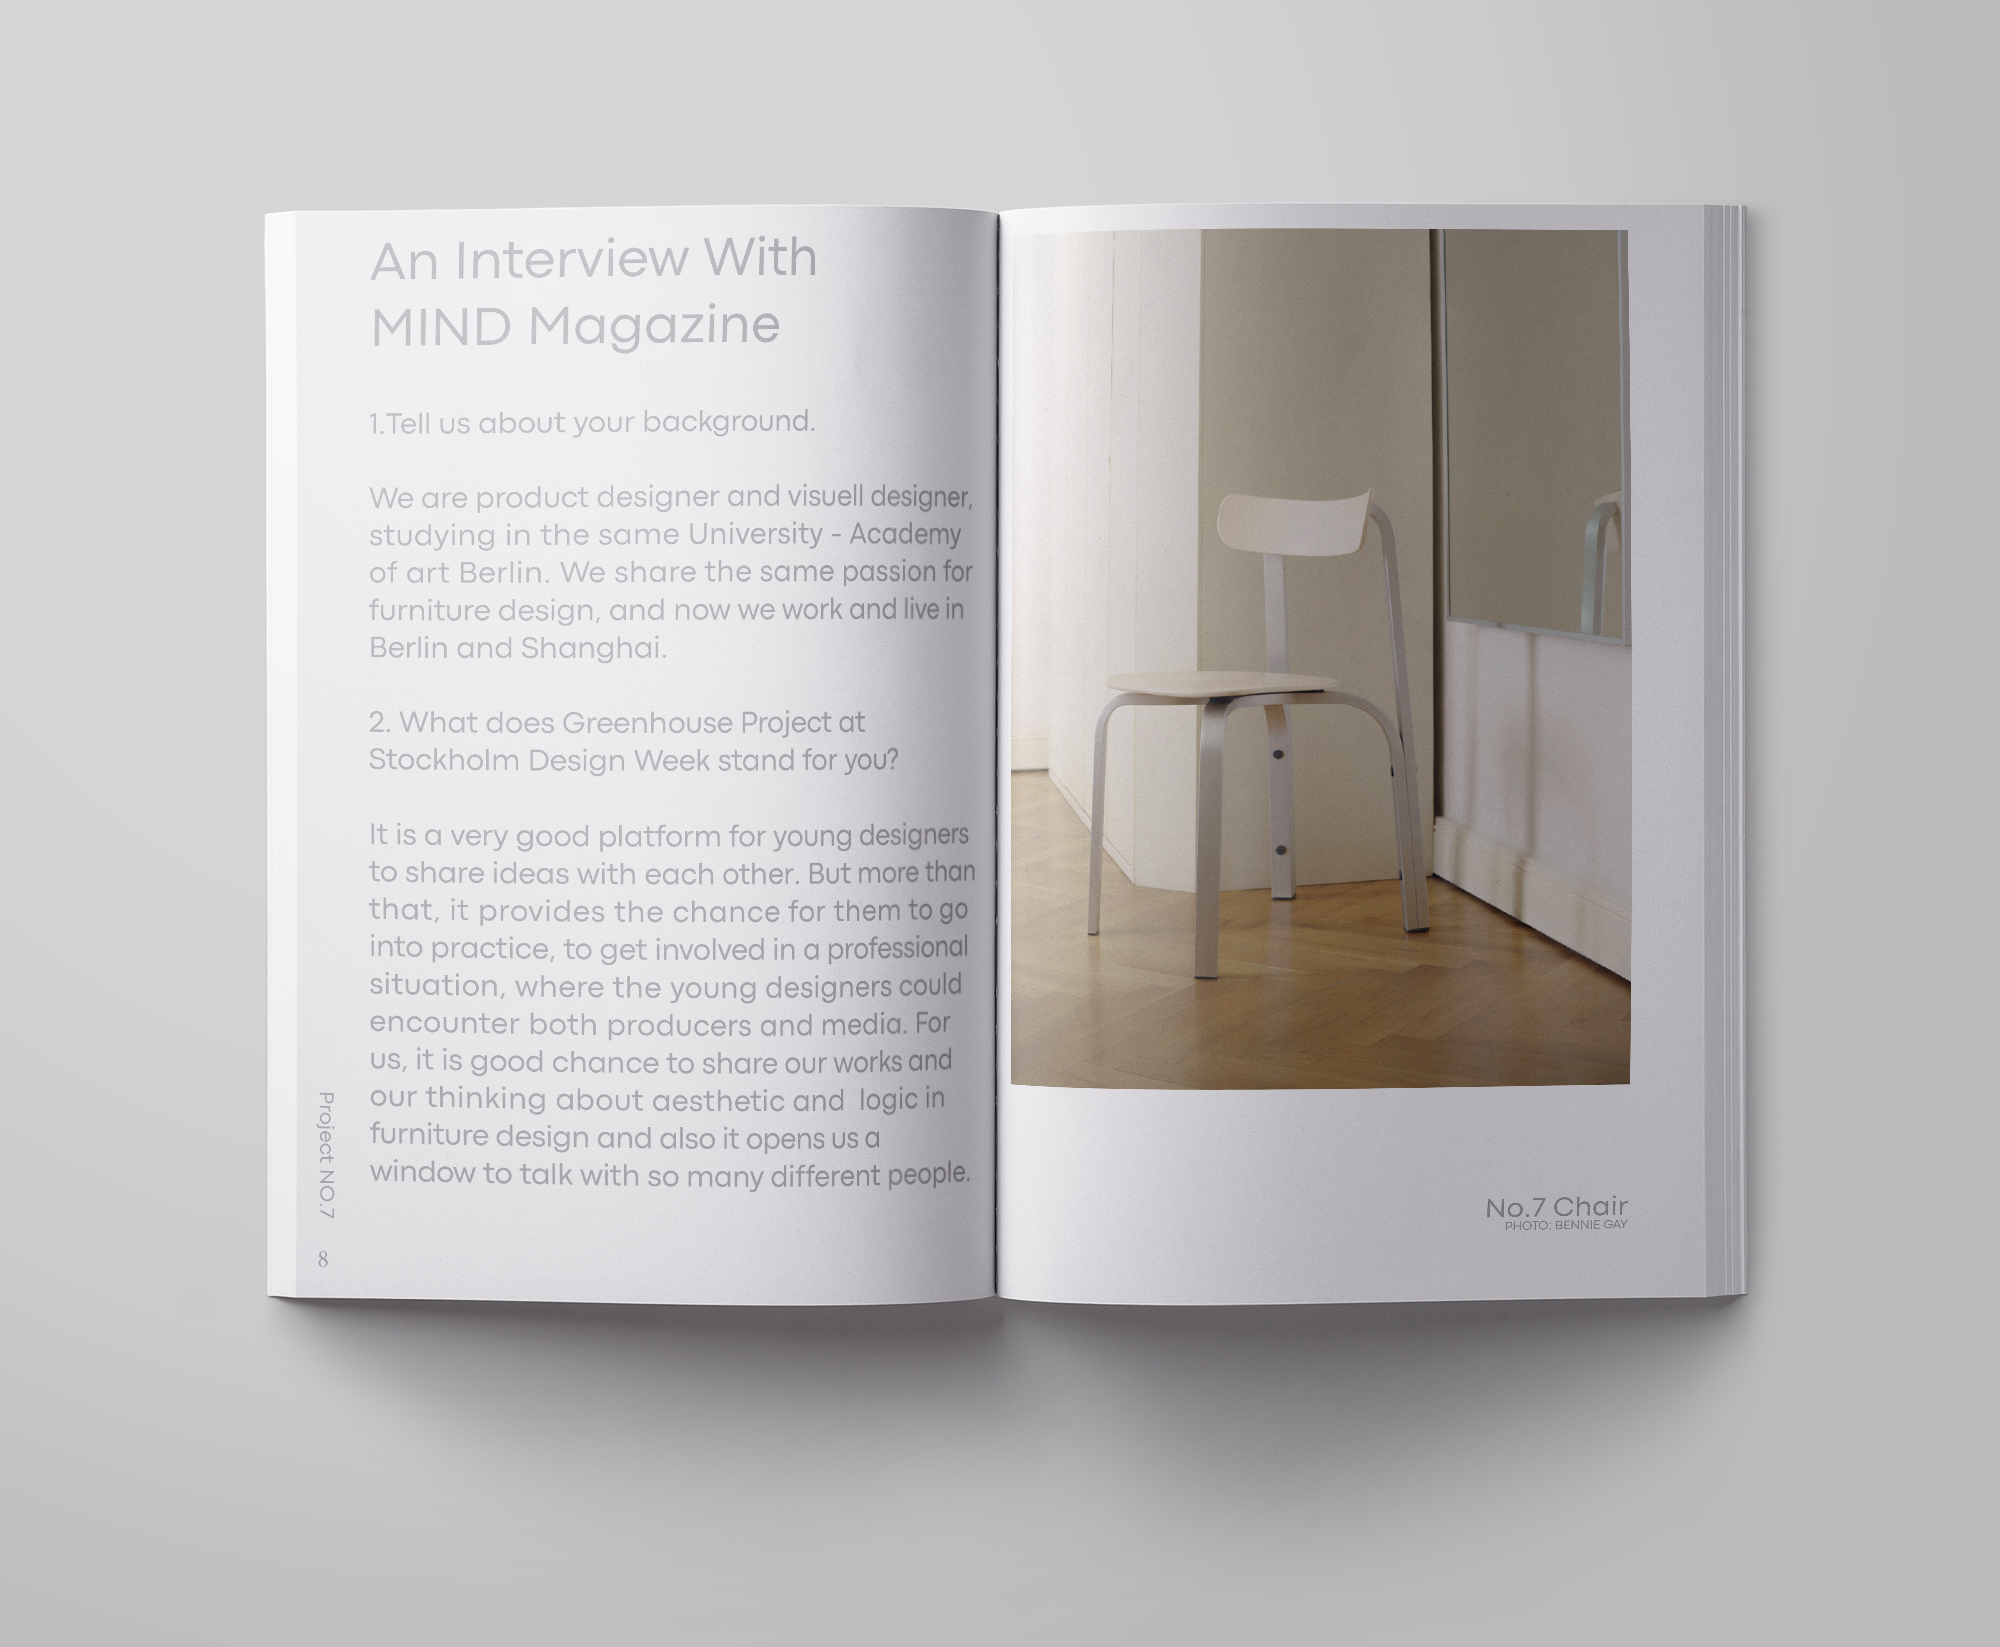 An Interview With
MIND Magazine
1.Tell us about your background.
We are product designer and visuell designer,
studying in the same University - Academy
of art Berlin. We share the same passion for
furniture design, and now we work and live in
Berlin and Shanghai.
2. What does Greenhouse Project at
Stockholm Design Week stand for you?
It is a very good platform for young designers
to share ideas with each other. But more than
that, it provides the chance for them to go
into practice, to get involved in a professional
situation, where the young designers could
encounter both producers and media. For
us, it is good chance to share our works and
our thinking about aesthetic and  logic in
furniture design and also it opens us a
window to talk with so many different people.
Project NO.7
8
No.7 Chair
PHOTO: BENNIE GAY